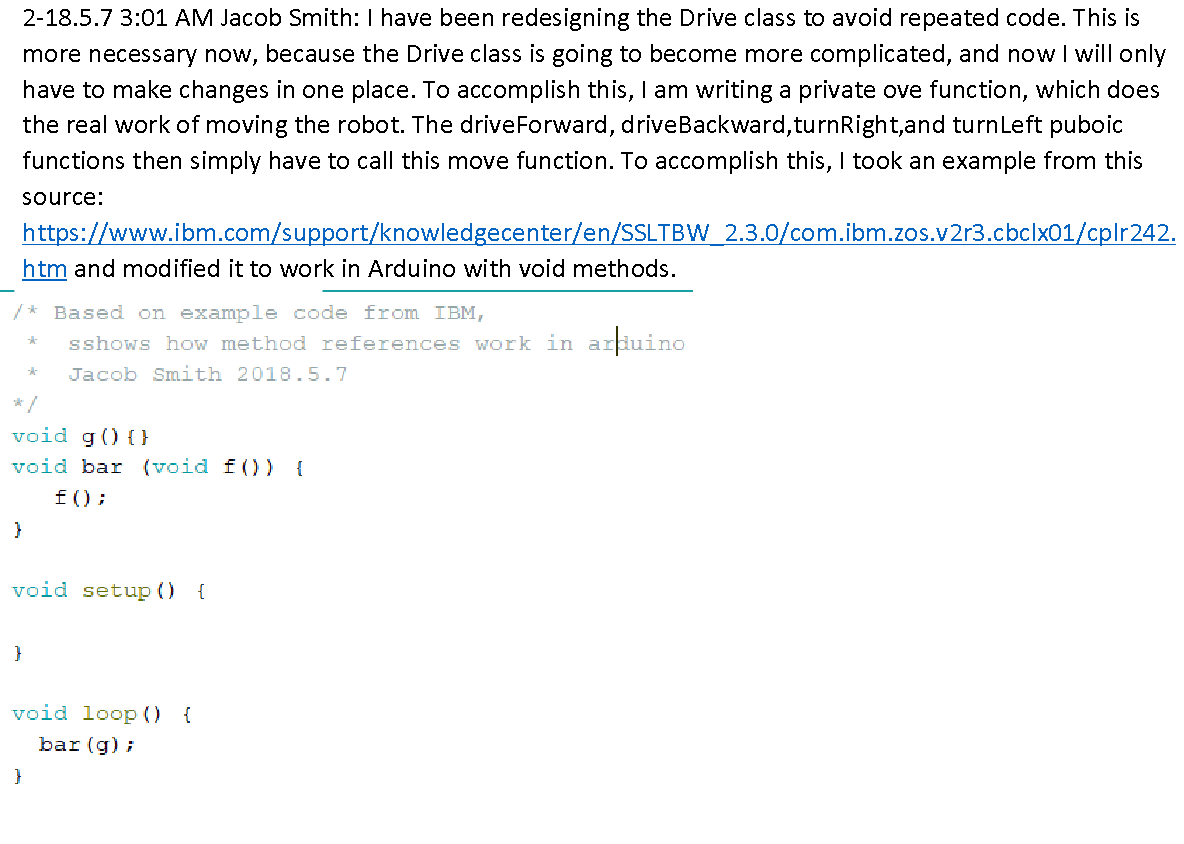 2-18.5.7 3:01 AM Jacob Smith: I have been redesigning the Drive class to avoid repeated code. This is
more necessary now, because the Drive class is going to become more complicated, and now I will only
have to make changes in one place. To accomplish this, I am writing a private ove function, which does
the real work of moving the robot. The driveForward, driveBackward,turnRight,and turnLeft puboic
functions then simply have to call this move function. To accomplish this, I took an example from this
source:
https://www.ibm.com/support/knowledgecenter/en/SSLTBW_2.3.0/com.ibm.zos.v2r3.cbclx01/cplr242.
htm and modified it to work in Arduino with void methods.
/* Based on example code from IBM,
 *  sshows how method references work in arduino
 *  Jacob Smith 2018.5.7
*/
void g(){}
void bar (void f()) {
   f();
}
void setup() {
}
void loop() {
  bar(g);
}